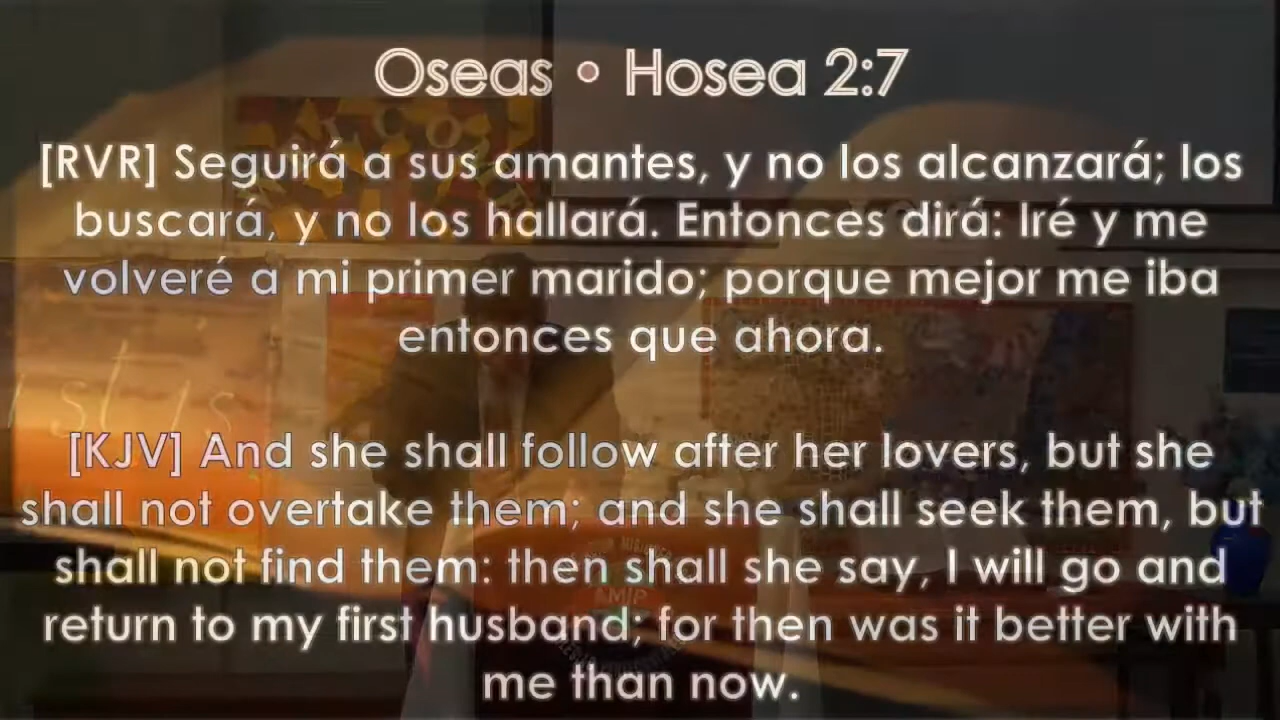 Oseas • Hosea 2:7
[RVR] Seguirá a sus amantes, y no los alcanzará; los
buscará, y no los hallará. Entonces dirá: Iré y me
volveré a mi primer marido; porque mejor me iba
entonces que ahora.
[KJV] And she shall follow after her lovers, but she
shall not overtake them; and she shall seek them, but
shall not find them: then shall she say, I will go and
return to my first husband; for then was it better with
me than now.
st is
AMIP